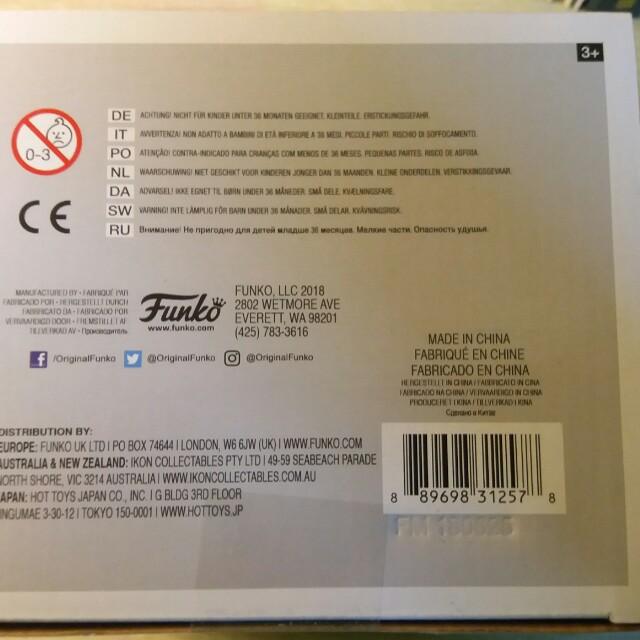 3+
0-3
DE ACHTUNG! NICHT FÜR KINDER UNTER 36 MONATEN GEEIGNET. KLEINTEILE. ERSTICKUNGSGEFAHR.
IT AVVERTENZA! NON ADATTO A BAMBINI DI ETÀ INFERIORE A 36 MESI. PICCOLE PARTI. RISCHIO DI SOFFOCAMENTO.
PO ATENÇÃO! CONTRA-INDICADO PARA CRIANÇAS COM MENOS DE 36 MESES. PEQUENAS PARTES. RISCO DE ASFIXIA.
NL WAARSCHUWING! NIET GESCHIKT VOOR KINDEREN JONGER DAN 36 MAANDEN. KLEINE ONDERDELEN. VERSTIKKINGSGEVAAR.
DA ADVARSEL! IKKE EGNET TIL BØRN UNDER 36 MÅNEDER. SMÅ DELE. KVÆLNINGSFARE.
SW VARNING! INTE LÄMPLIG FÖR BARN UNDER 36 MÅNADER. SMÅ DELAR. KVÄVNINGSRISK.
RU Внимание! Не пригодно для детей младше 36 месяцев. Мелкие части. Опасность удушья.
CE
MANUFACTURED BY • FABRIQUÉ PAR
FABRICADO POR • HERGESTELLT DURCH
FABBRICATO DA • FABRICADO POR
VERVAARDIGD DOOR • FREMSTILLET AF
TILLVERKAD AV • Производитель
Funko
www.funko.com
FUNKO, LLC 2018
2802 WETMORE AVE
EVERETT, WA 98201
(425) 783-3616
/OriginalFunko @OriginalFunko @OriginalFunko
MADE IN CHINA
FABRIQUÉ EN CHINE
FABRICADO EN CHINA
HERGESTELLT IN CHINA / FABBRICATO IN CINA
FABRICADO NA CHINA / VERVAARDIGD IN CHINA
PRODUCERET I KINA / TILLVERKAD I KINA
Сделано в Китае
DISTRIBUTION BY:
EUROPE: FUNKO UK LTD | PO BOX 74644 | LONDON, W6 6JW (UK) | WWW.FUNKO.COM
AUSTRALIA & NEW ZEALAND: IKON COLLECTABLES PTY LTD | 49-59 SEABEACH PARADE
NORTH SHORE, VIC 3214 AUSTRALIA | WWW.IKONCOLLECTABLES.COM.AU
JAPAN: HOT TOYS JAPAN CO., INC. | G BLDG 3RD FLOOR
JINGUMAE 3-30-12 | TOKYO 150-0001 | WWW.HOTTOYS.JP
8 89698 31257 8